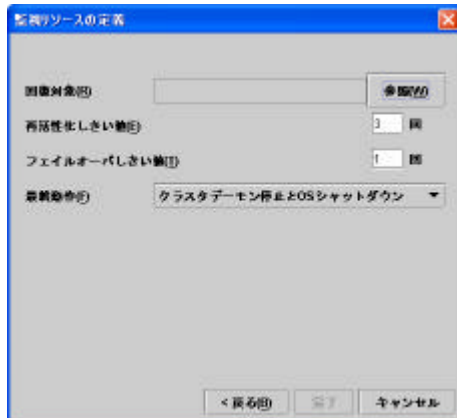 監視リソースの定義
回復対象(R)
参照(W)
再活性化しきい値(E)
3 回
フェイルオーバしきい値(T)
1 回
最終動作(F)
クラスタデーモン停止とOSシャットダウン
< 戻る(B)
完了
キャンセル